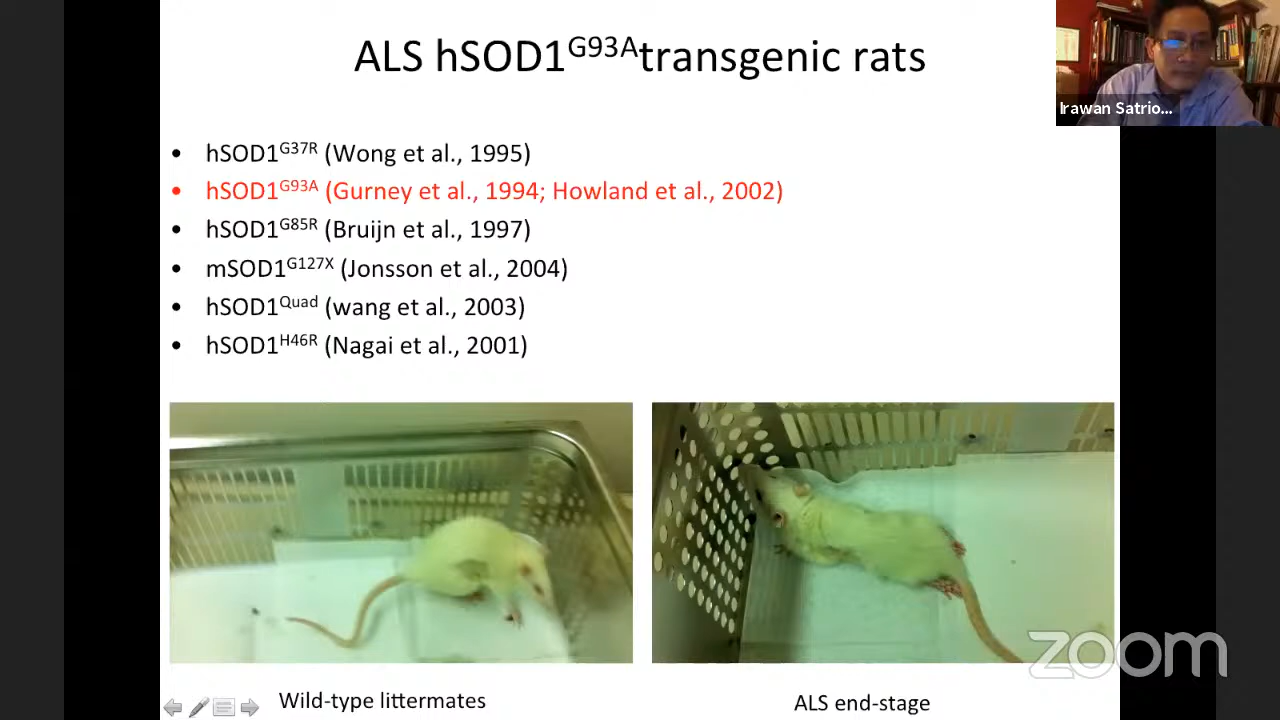 ALS hSOD1G93Atransgenic rats
Irawan Satrio...
• hSOD1G37R (Wong et al., 1995)
• hSOD1G93A (Gurney et al., 1994; Howland et al., 2002)
• hSOD1G85R (Bruijn et al., 1997)
• mSOD1G127X (Jonsson et al., 2004)
• hSOD1Quad (wang et al., 2003)
• hSOD1H46R (Nagai et al., 2001)
zoom
Wild-type littermates
ALS end-stage